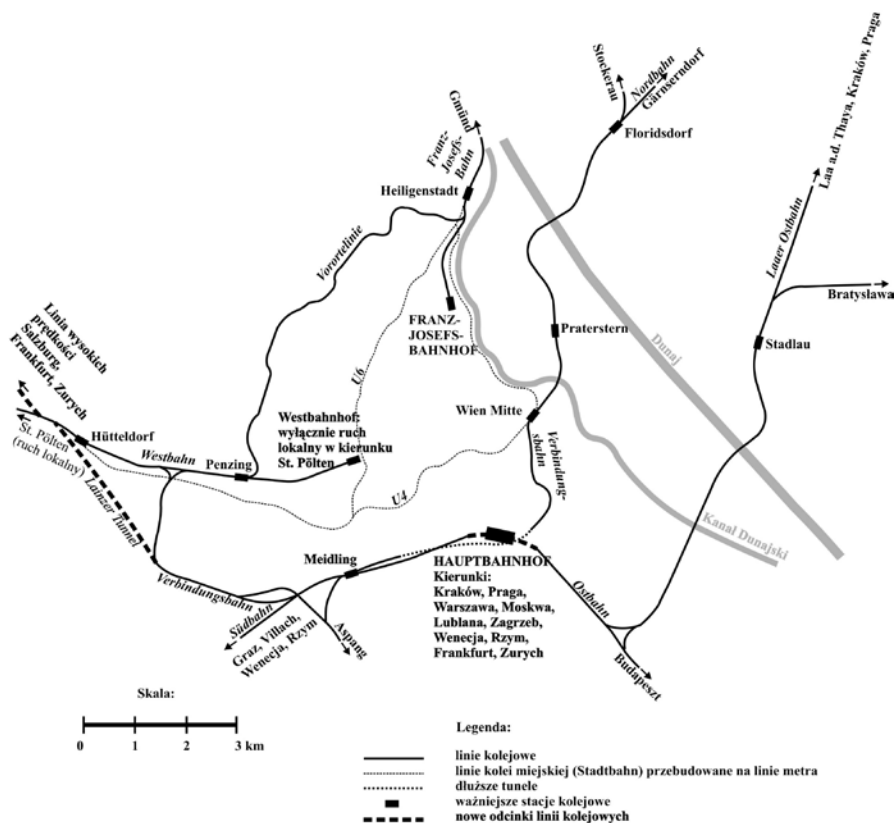 Stockerau
Nordbahn
Gärnserndorf
Floridsdorf
Laa a.d. Thaya, Kraków, Praga
Laaer Ostbahn
Bratysława
Stadlau
Gmünd
Franz-
Josefs-
Bahn
Heiligenstadt
Vorortelinie
FRANZ-
JOSEFS-
BAHNHOF
Praterstern
Dunaj
U6
Linia wysokich
prędkości
Salzburg,
Frankfurt, Zurych
Westbahnhof:
wyłącznie ruch
lokalny w kierunku
St. Pölten
Wien Mitte
Hütteldorf
St. Pölten
(ruch lokalny)
Westbahn
Penzing
U4
Verbindung-
sbahn
Kanał Dunajski
Lainzer Tunnel
Meidling
HAUPTBAHNHOF
Kierunki:
Kraków, Praga,
Warszawa, Moskwa,
Lublana, Zagrzeb,
Wenecja, Rzym,
Frankfurt, Zurych
Verbindungsbahn
Südbahn
Graz, Villach,
Wenecja, Rzym
Aspang
Ostbahn
Budapeszt
Skala:
0 1 2 3 km
Legenda:
linie kolejowe
linie kolei miejskiej (Stadtbahn) przebudowane na linie metra
dłuższe tunele
ważniejsze stacje kolejowe
nowe odcinki linii kolejowych